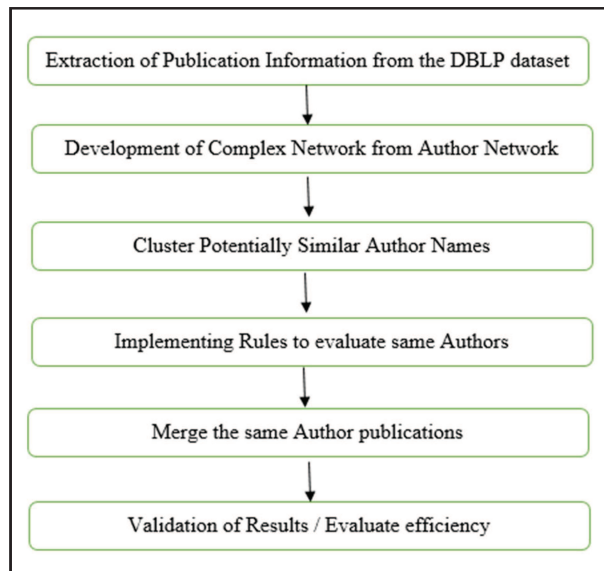 Extraction of Publication Information from the DBLP dataset
Development of Complex Network from Author Network
Cluster Potentially Similar Author Names
Implementing Rules to evaluate same Authors
Merge the same Author publications
Validation of Results / Evaluate efficiency